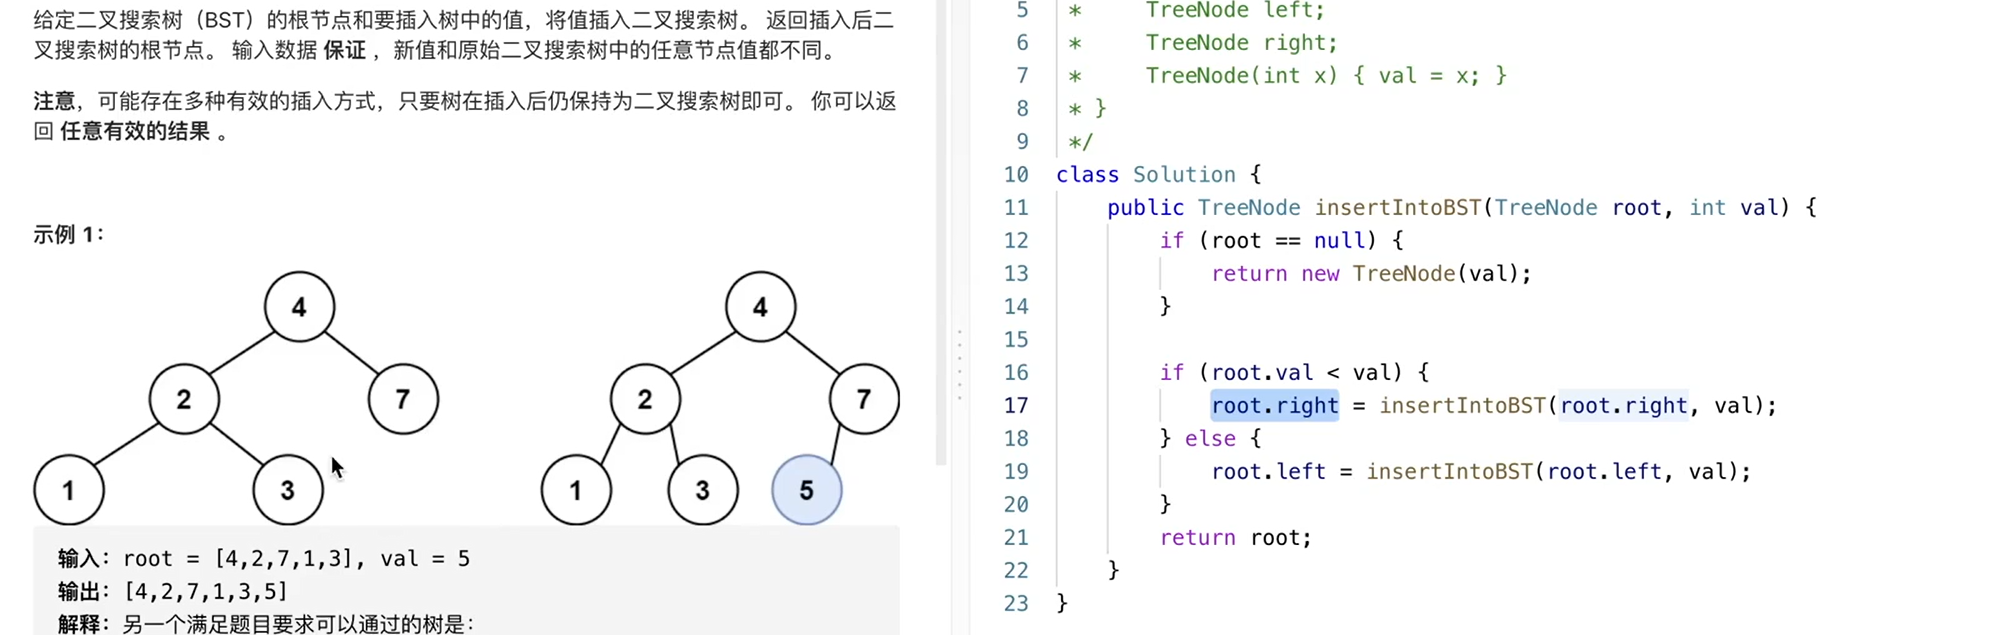 给定二叉搜索树（BST）的根节点和要插入树中的值，将值插入二叉搜索树。 返回插入后二
叉搜索树的根节点。 输入数据 保证 ，新值和原始二叉搜索树中的任意节点值都不同。
注意，可能存在多种有效的插入方式，只要树在插入后仍保持为二叉搜索树即可。 你可以返
回 任意有效的结果 。
示例 1：
4
2
7
1
3
4
2
7
1
3
5
输入：root = [4,2,7,1,3], val = 5
输出：[4,2,7,1,3,5]
解释：另一个满足题目要求可以通过的树是：
5 *     TreeNode left;
6 *     TreeNode right;
7 *     TreeNode(int x) { val = x; }
8 * }
9 */
10 class Solution {
11     public TreeNode insertIntoBST(TreeNode root, int val) {
12         if (root == null) {
13             return new TreeNode(val);
14         }
15
16         if (root.val < val) {
17             root.right = insertIntoBST(root.right, val);
18         } else {
19             root.left = insertIntoBST(root.left, val);
20         }
21         return root;
22     }
23 }